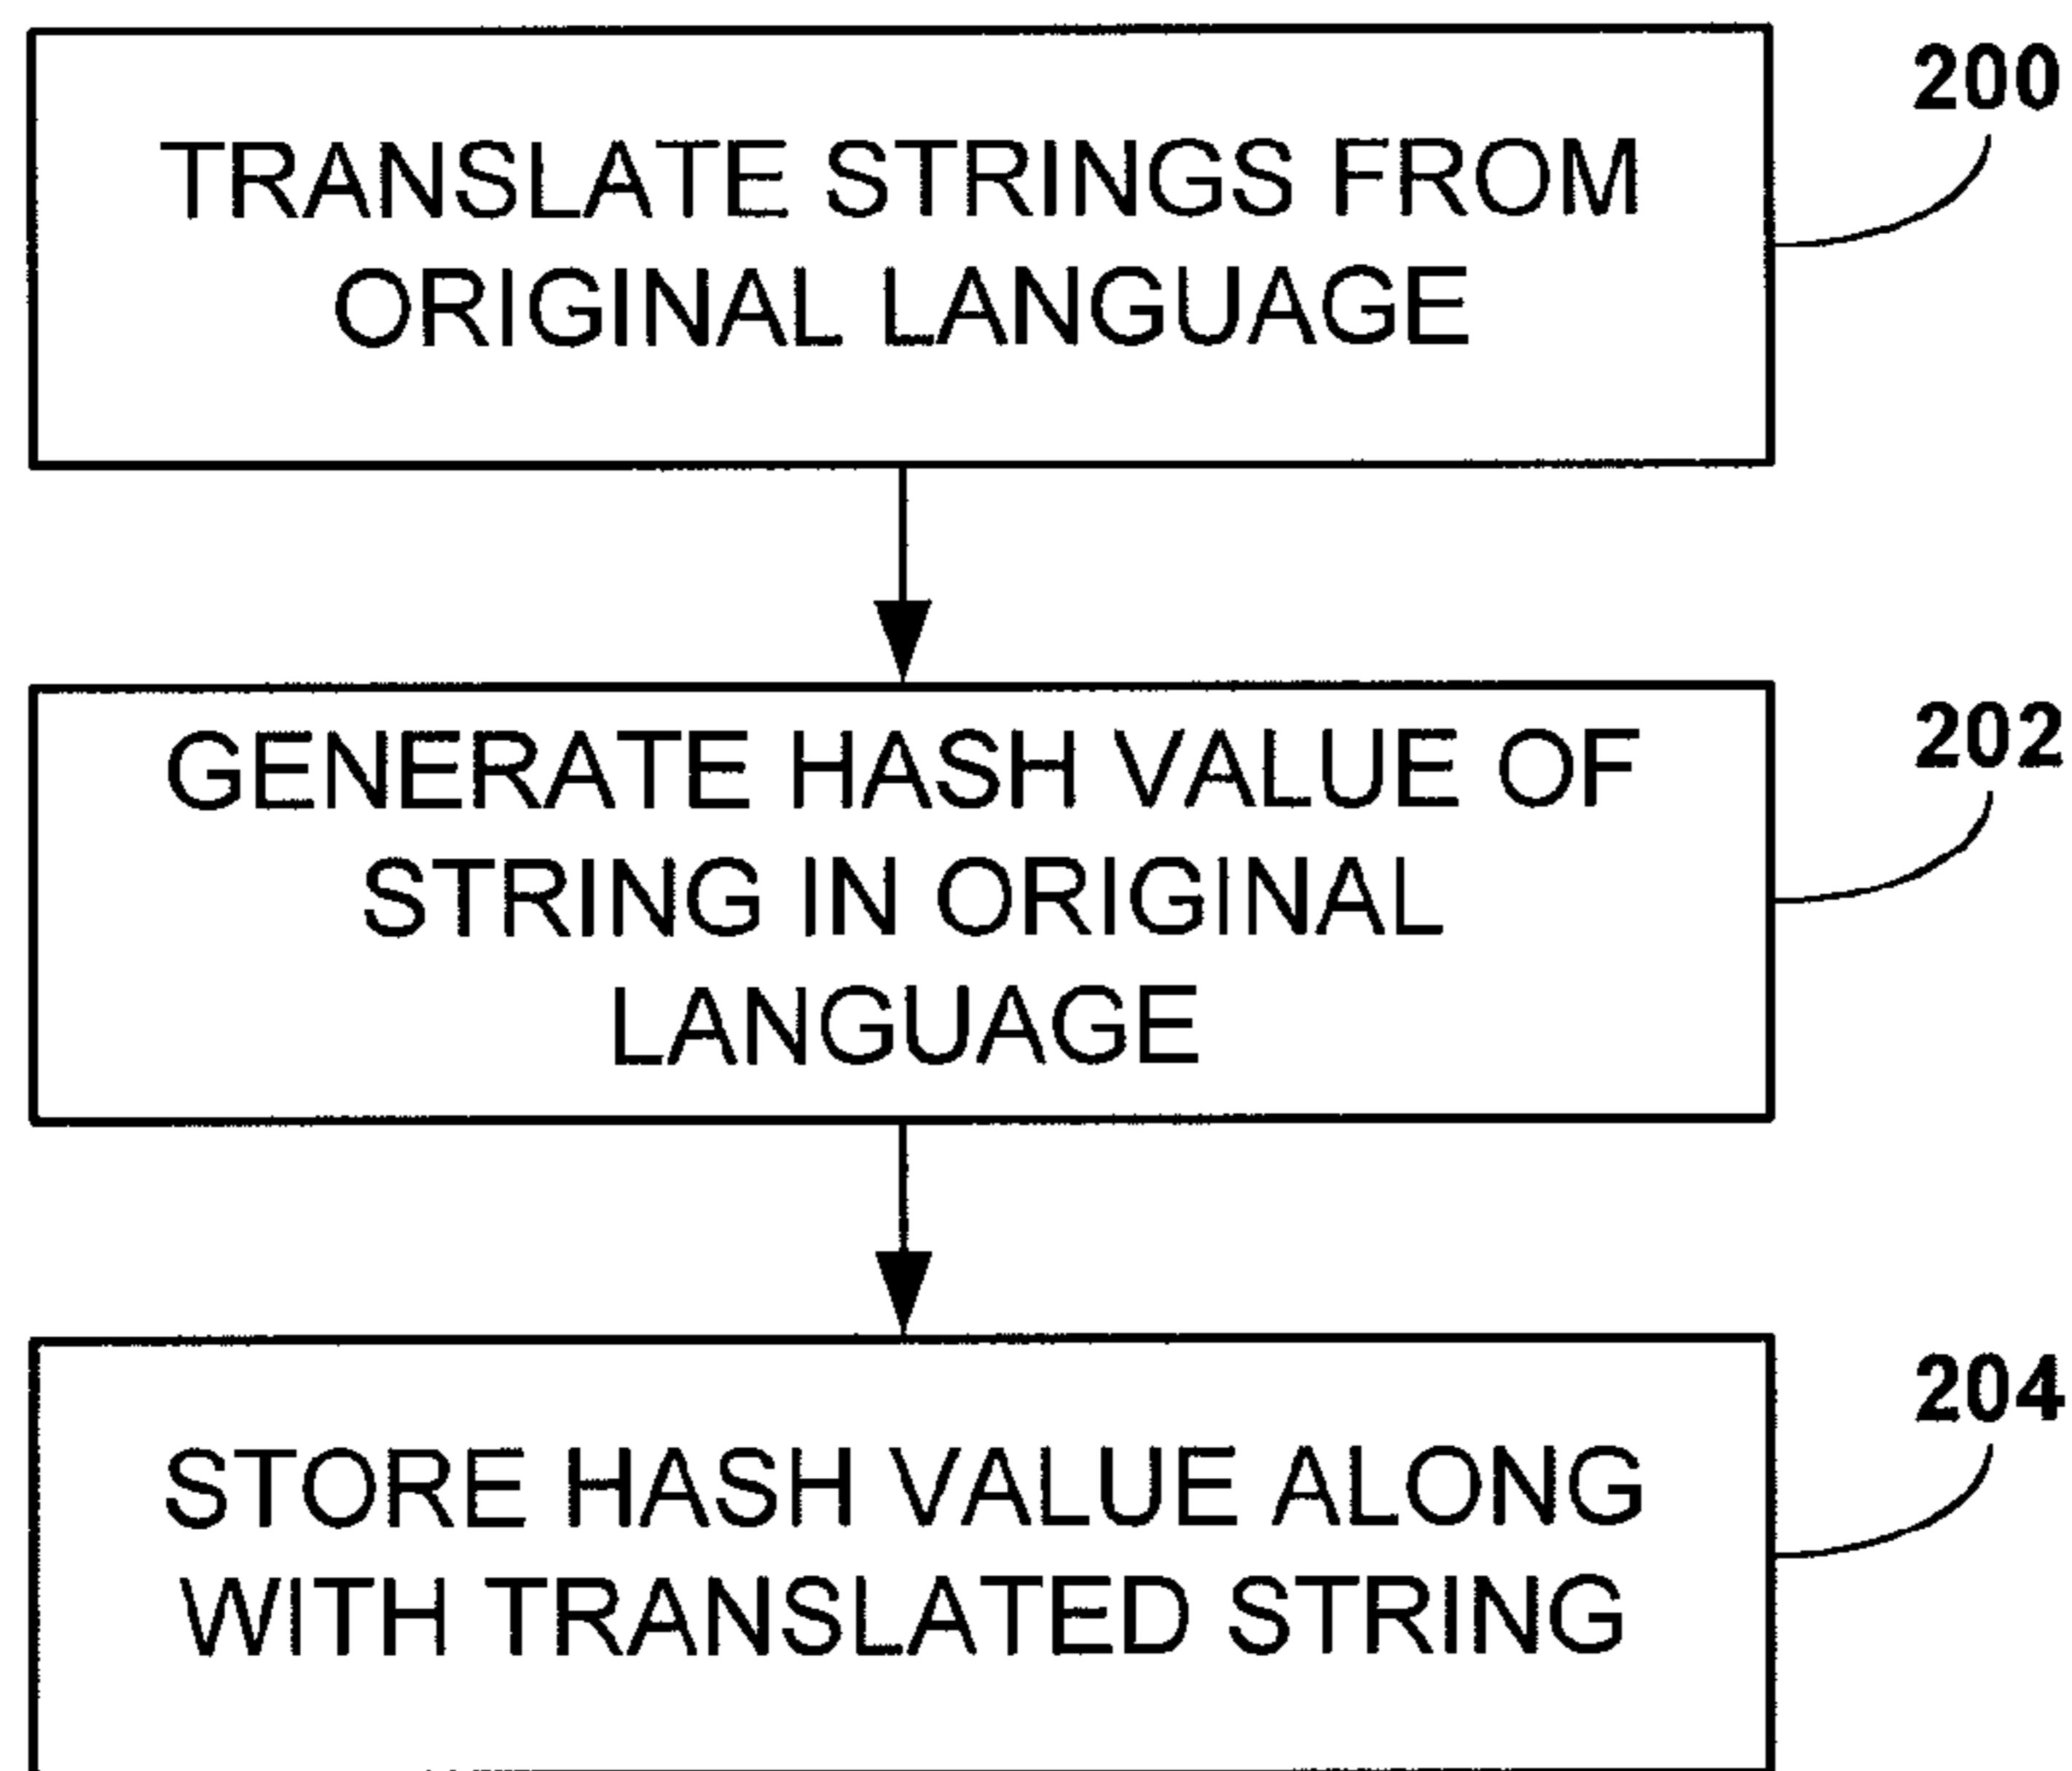 200
TRANSLATE STRINGS FROM
ORIGINAL LANGUAGE
202
GENERATE HASH VALUE OF
STRING IN ORIGINAL
LANGUAGE
204
STORE HASH VALUE ALONG
WITH TRANSLATED STRING